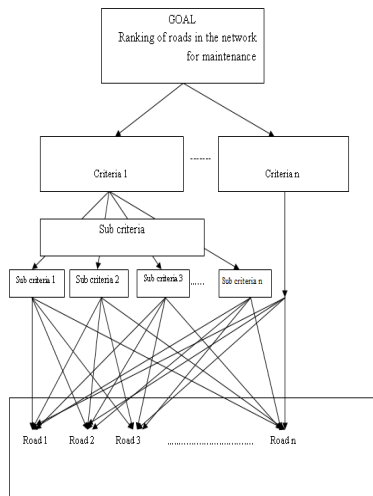 GOAL
Ranking of roads in the network
for maintenance
Criteria 1
........
Criteria n
Sub criteria
Sub criteria 1
Sub criteria 2
Sub criteria 3
......
Sub criteria n
Road 1
Road 2
Road 3
..................................
Road n